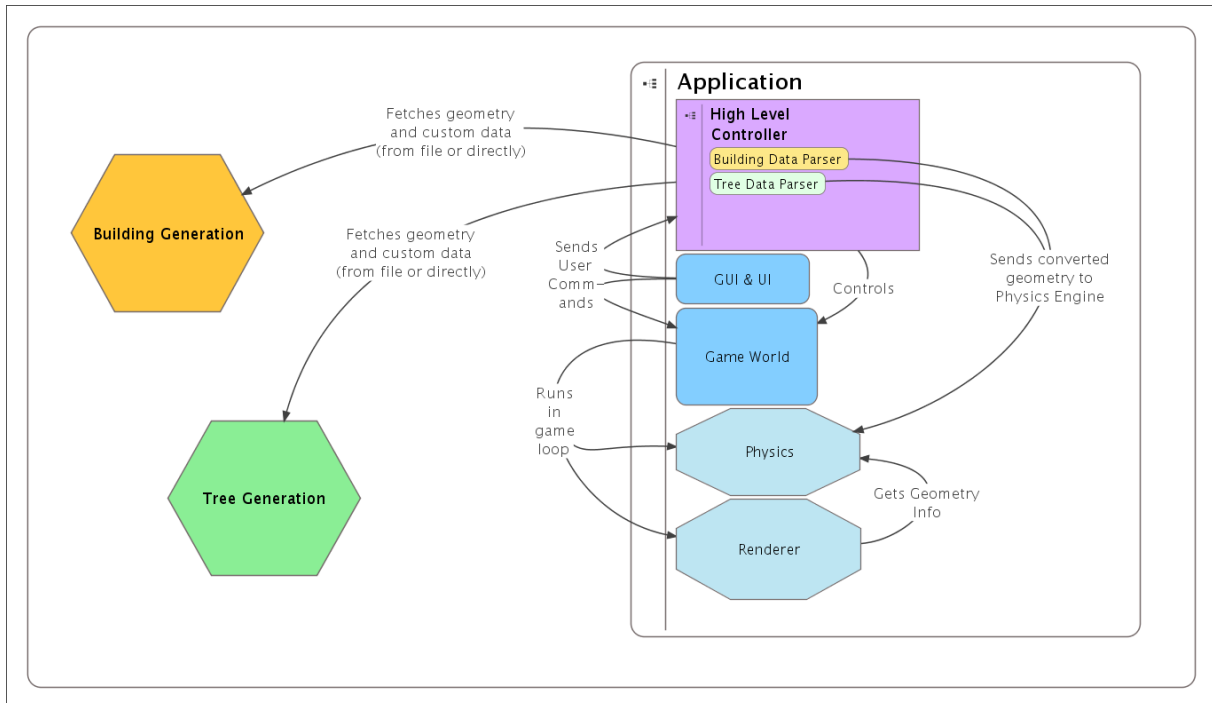 Application
High Level
Controller
Building Data Parser
Tree Data Parser
Fetches geometry
and custom data
(from file or directly)
Building Generation
Fetches geometry
and custom data
(from file or directly)
Sends
User
Comm
ands
GUI & UI
Controls
Sends converted
geometry to
Physics Engine
Game World
Runs
in
game
loop
Physics
Gets Geometry
Info
Tree Generation
Renderer